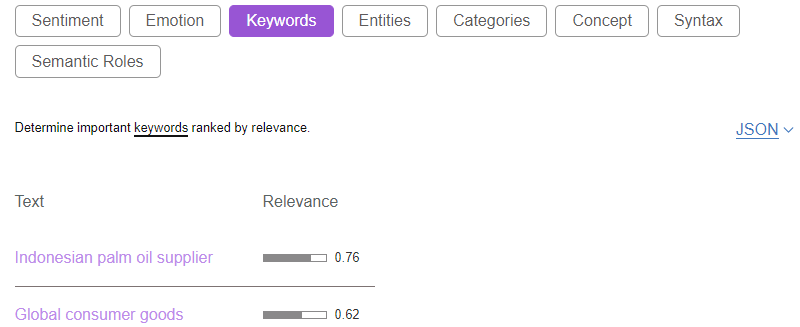 Sentiment Emotion Keywords Entities Categories Concept Syntax
Semantic Roles
Determine important keywords ranked by relevance.
JSON
Text Relevance
Indonesian palm oil supplier 0.76
Global consumer goods 0.62